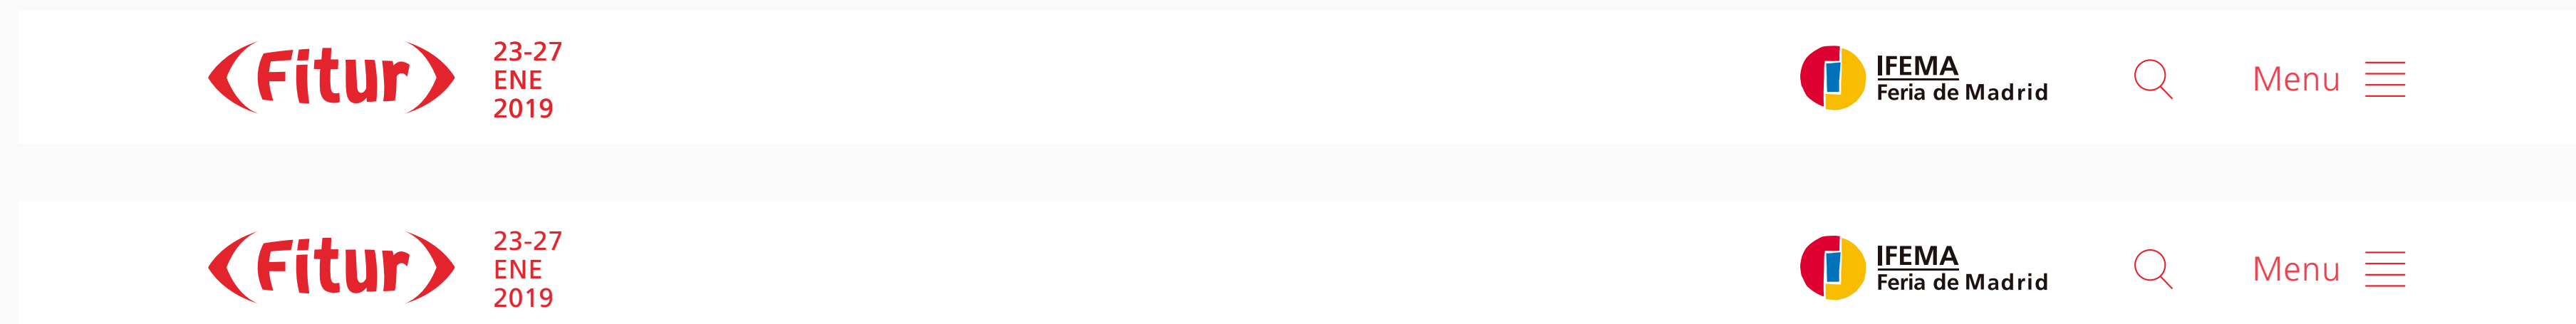 Fitur
23-27
ENE
2019
IFEMA
Feria de Madrid
Menu
Fitur
23-27
ENE
2019
IFEMA
Feria de Madrid
Menu